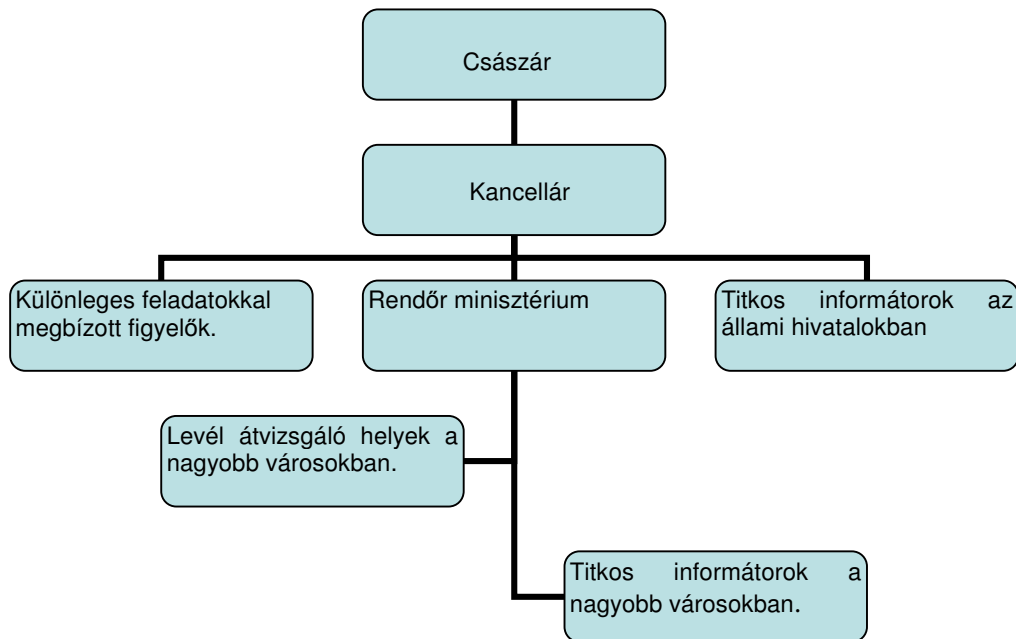 Császár
Kancellár
Különleges feladatokkal
megbízott figyelők.
Rendőr minisztérium
Titkos informátorok az
állami hivatalokban
Levél átvizsgáló helyek a
nagyobb városokban.
Titkos informátorok a
nagyobb városokban.